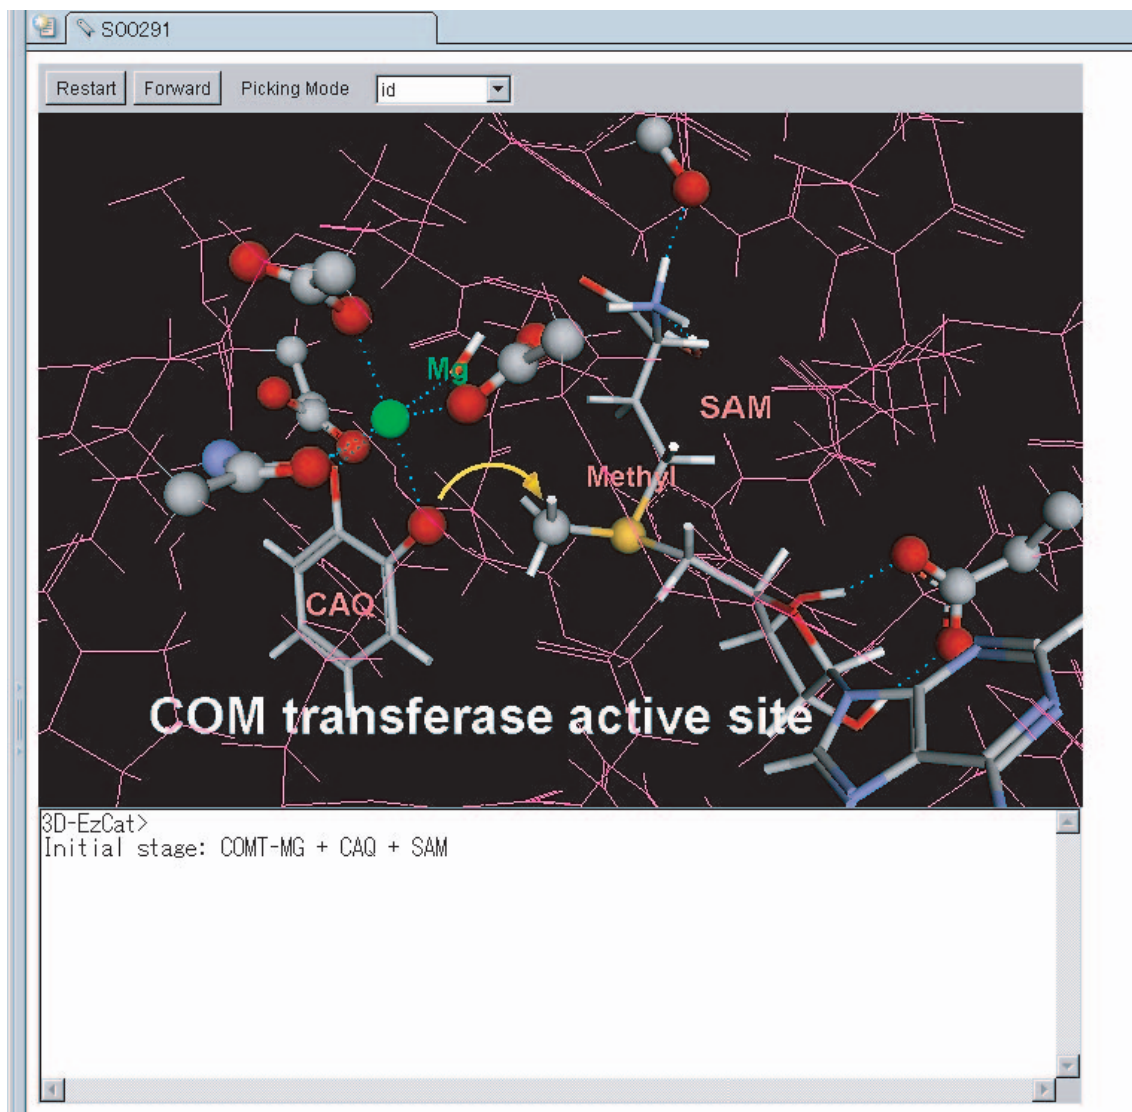 S00291
Restart Forward Picking Mode id
Mg
SAM
Methyl
CAQ
COM transferase active site
3D-EzCat>
Initial stage: COMT-MG + CAQ + SAM